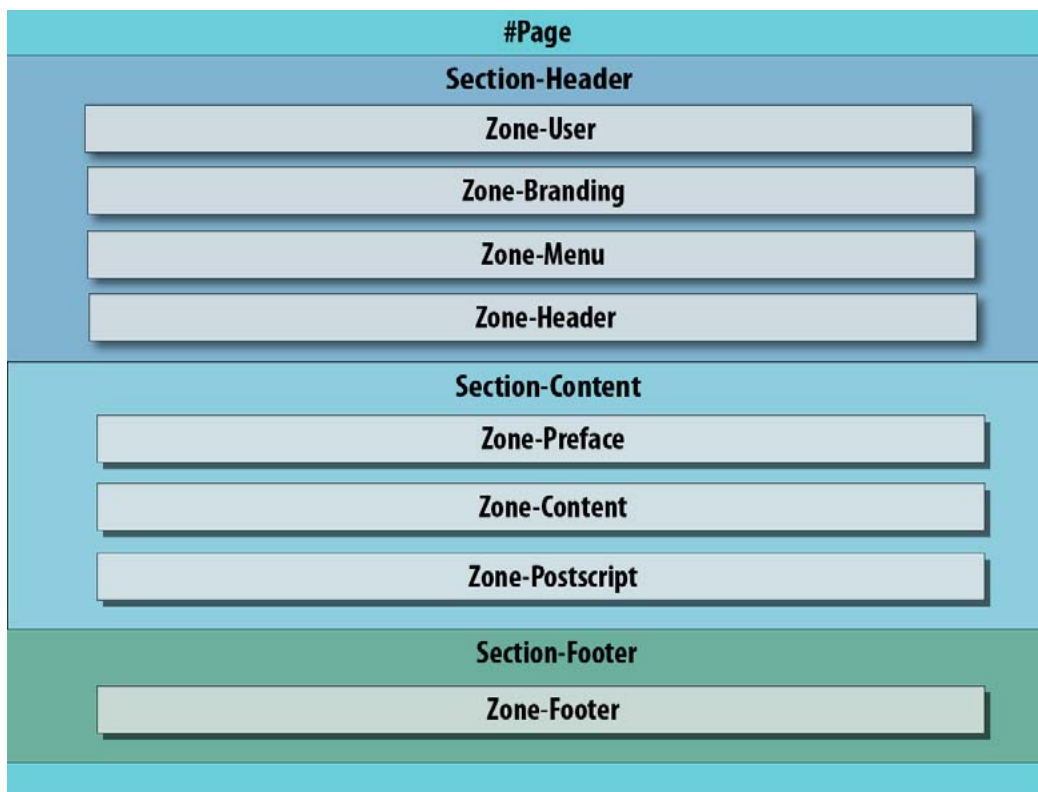 #Page
Section-Header
Zone-User
Zone-Branding
Zone-Menu
Zone-Header
Section-Content
Zone-Preface
Zone-Content
Zone-Postscript
Section-Footer
Zone-Footer